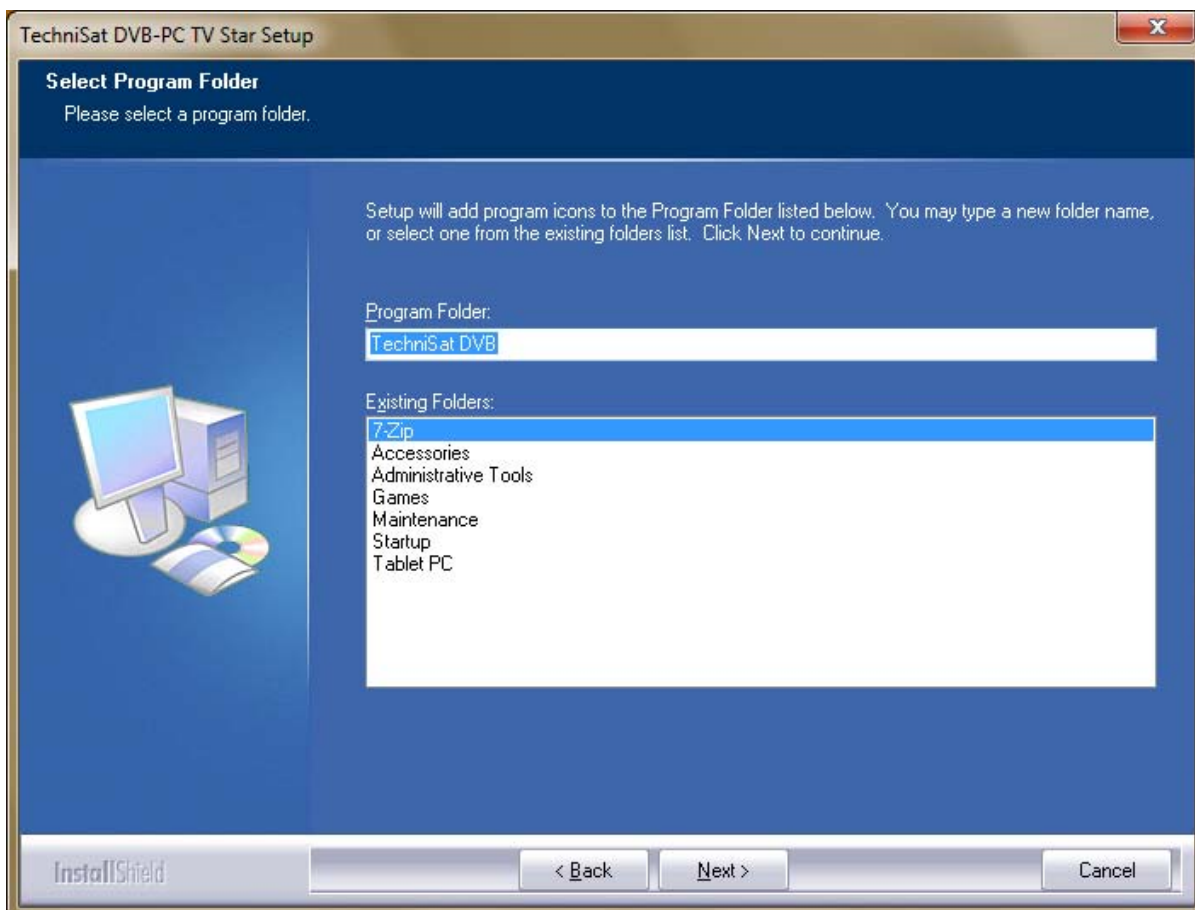 TechniSat DVB-PC TV Star Setup
Select Program Folder
Please select a program folder.
Setup will add program icons to the Program Folder listed below.  You may type a new folder name,
or select one from the existing folders list.  Click Next to continue.
Program Folder:
TechniSat DVB
Existing Folders:
7-Zip
Accessories
Administrative Tools
Games
Maintenance
Startup
Tablet PC
InstallShield
< Back
Next >
Cancel